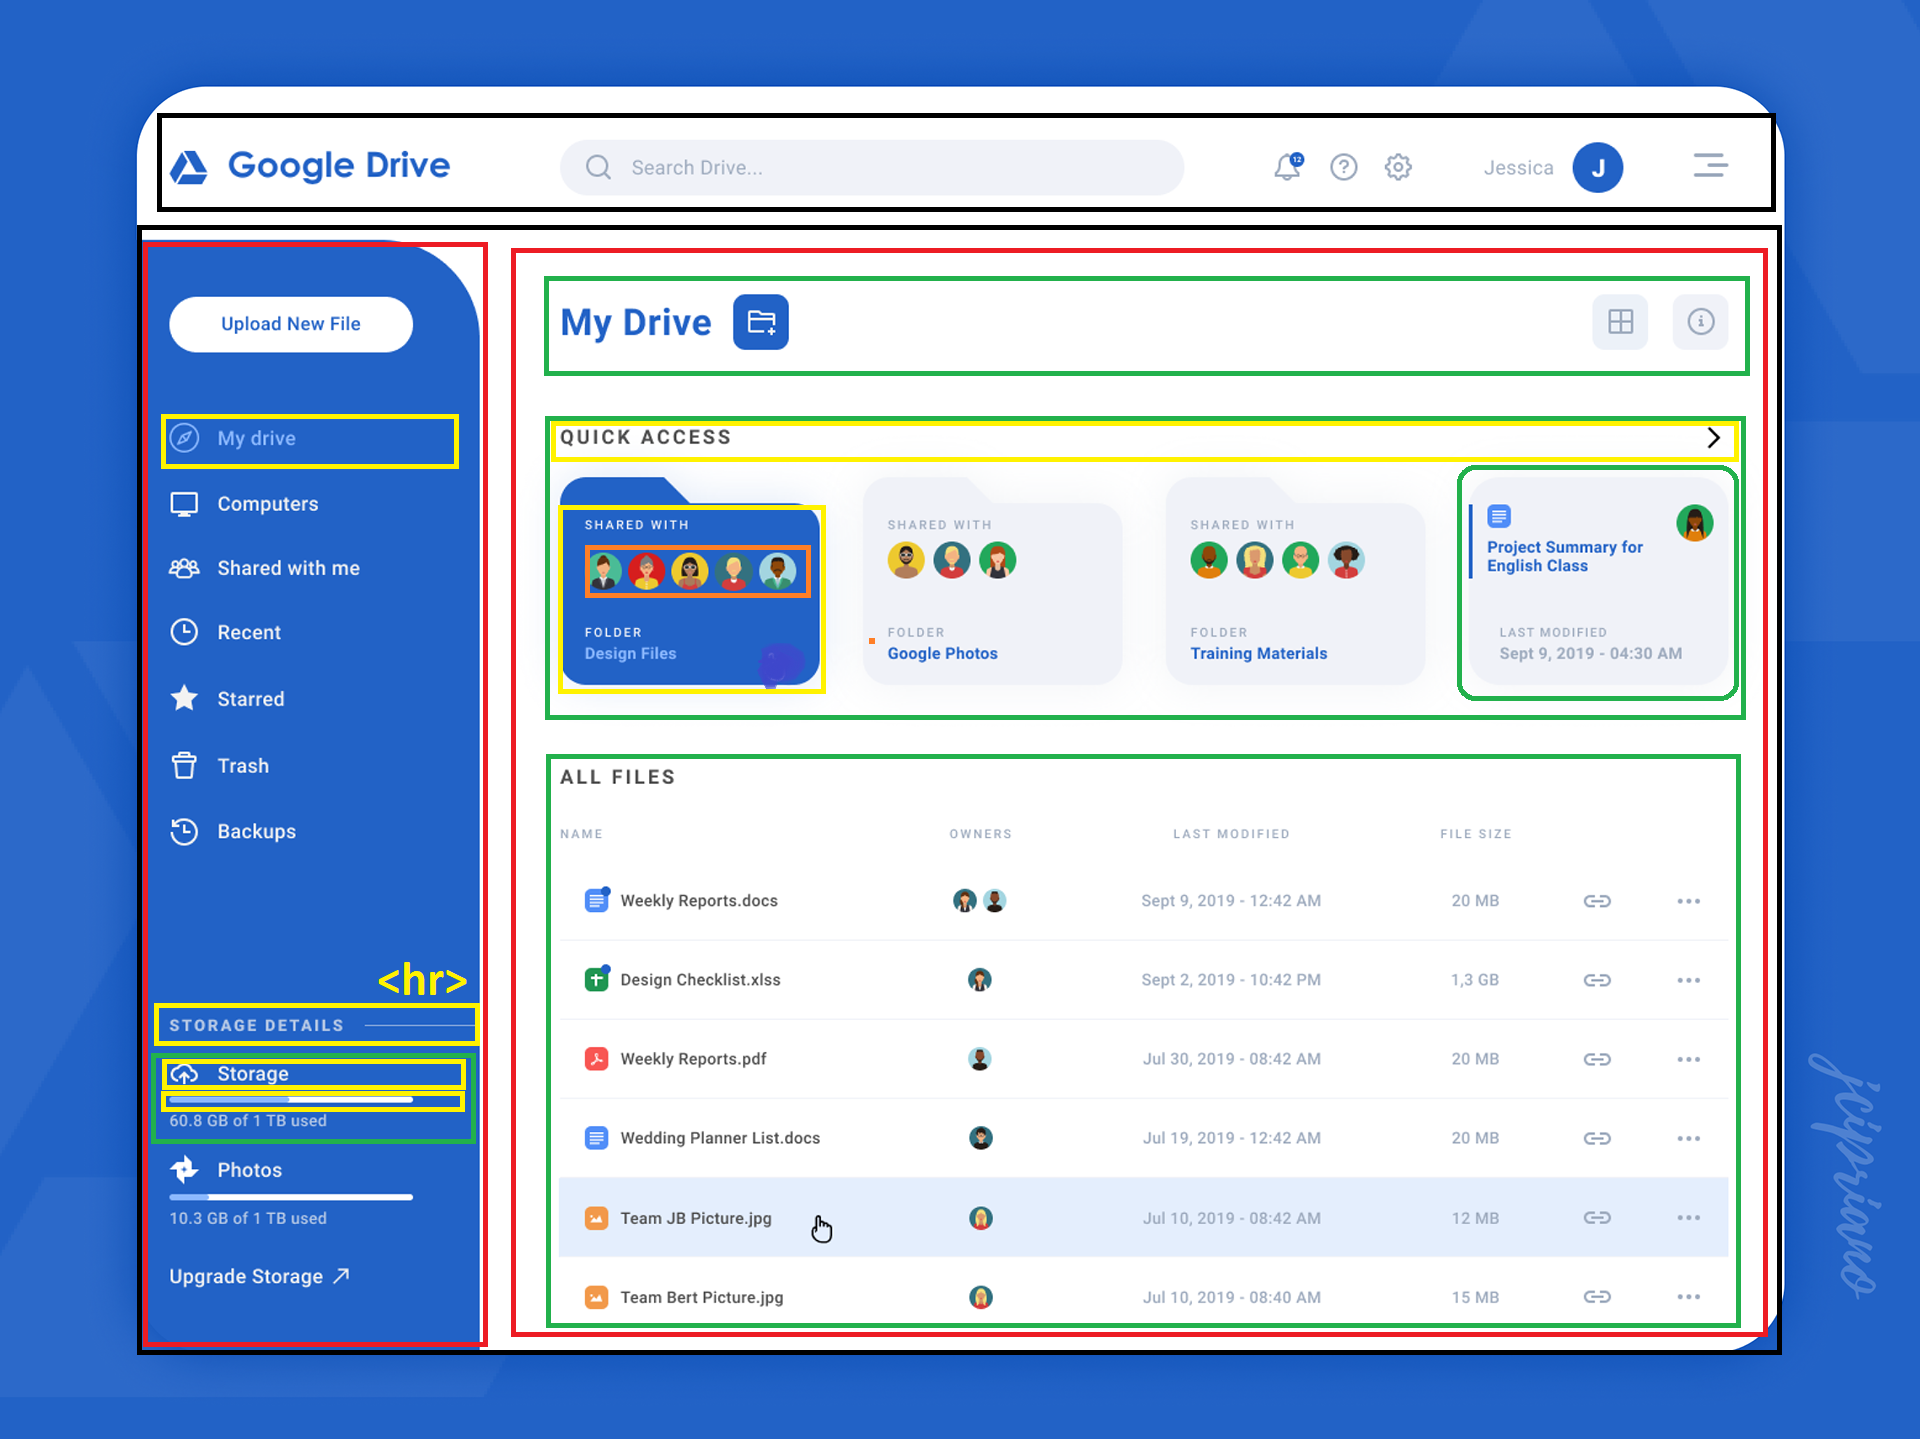 Google Drive
Search Drive...
12
Jessica
J
Upload New File
My drive
Computers
Shared with me
Recent
Starred
Trash
Backups
<hr>
STORAGE DETAILS
Storage
60.8 GB of 1 TB used
Photos
10.3 GB of 1 TB used
Upgrade Storage
My Drive
QUICK ACCESS
SHARED WITH
FOLDER
Design Files
SHARED WITH
FOLDER
Google Photos
SHARED WITH
FOLDER
Training Materials
Project Summary for
English Class
LAST MODIFIED
Sept 9, 2019 - 04:30 AM
ALL FILES
NAME OWNERS LAST MODIFIED FILE SIZE
Weekly Reports.docs Sept 9, 2019 - 12:42 AM 20 MB
Design Checklist.xlss Sept 2, 2019 - 10:42 PM 1,3 GB
Weekly Reports.pdf Jul 30, 2019 - 08:42 AM 20 MB
Wedding Planner List.docs Jul 19, 2019 - 12:42 AM 20 MB
Team JB Picture.jpg Jul 10, 2019 - 08:42 AM 12 MB
Team Bert Picture.jpg Jul 10, 2019 - 08:40 AM 15 MB
jciprimo